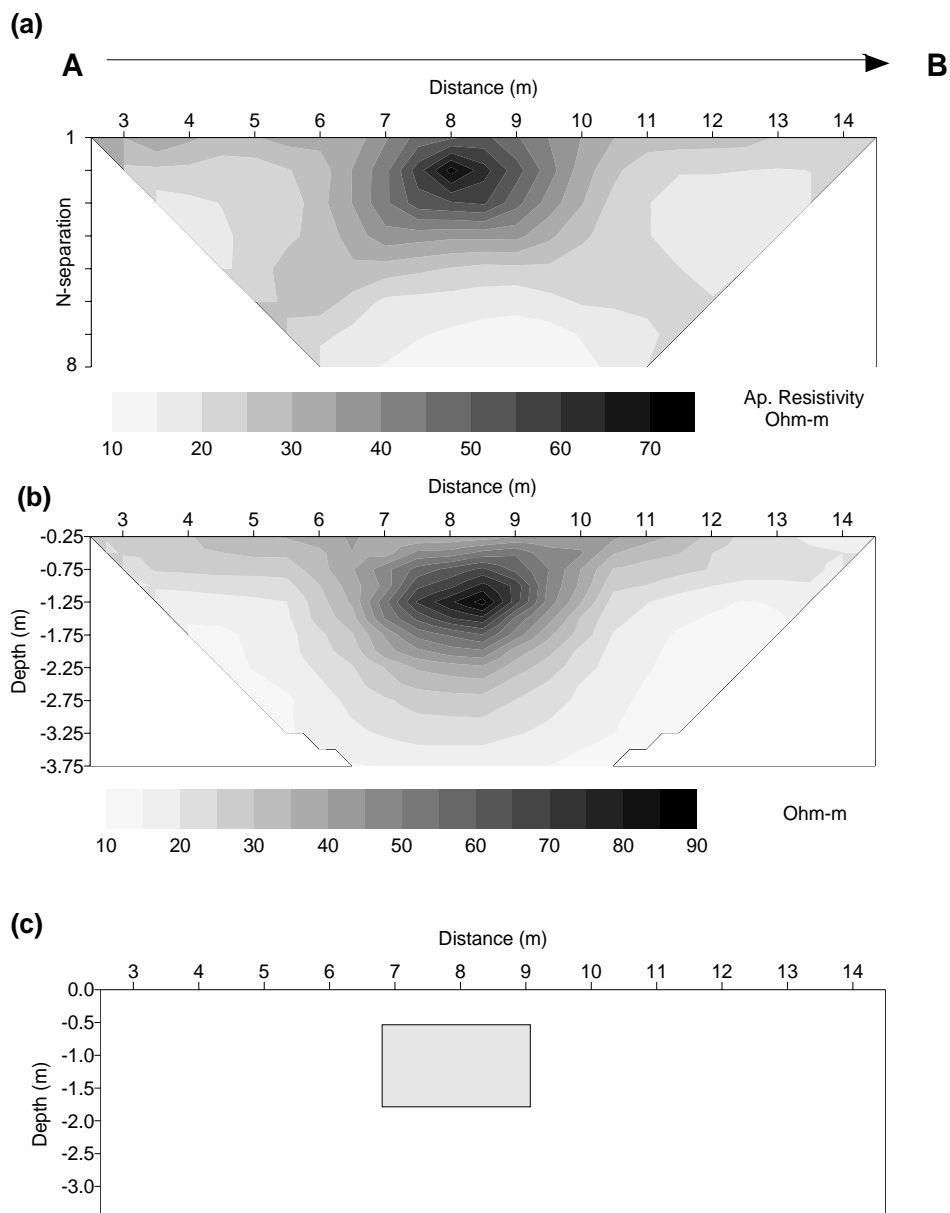 (a)
A B
Distance (m)
3 4 5 6 7 8 9 10 11 12 13 14
1
N-separation
8
Ap. Resistivity
Ohm-m
10 20 30 40 50 60 70
(b)
Distance (m)
3 4 5 6 7 8 9 10 11 12 13 14
-0.25
-0.75
-1.25
-1.75
Depth (m)
-2.25
-2.75
-3.25
-3.75
Ohm-m
10 20 30 40 50 60 70 80 90
(c)
Distance (m)
3 4 5 6 7 8 9 10 11 12 13 14
0.0
-0.5
-1.0
-1.5
Depth (m)
-2.0
-2.5
-3.0